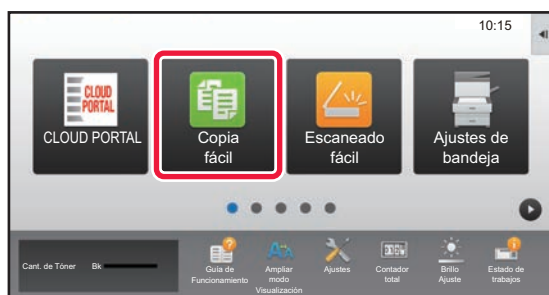 10:15
CLOUD
PORTAL
CLOUD PORTAL
Copia
fácil
Escaneado
fácil
Ajustes de
bandeja
Cant. de Tóner Bk
Guía de
Funcionamiento
Ampliar
modo
Visualización
Ajustes
Contador
total
Brillo
Ajuste
Estado de
trabajos